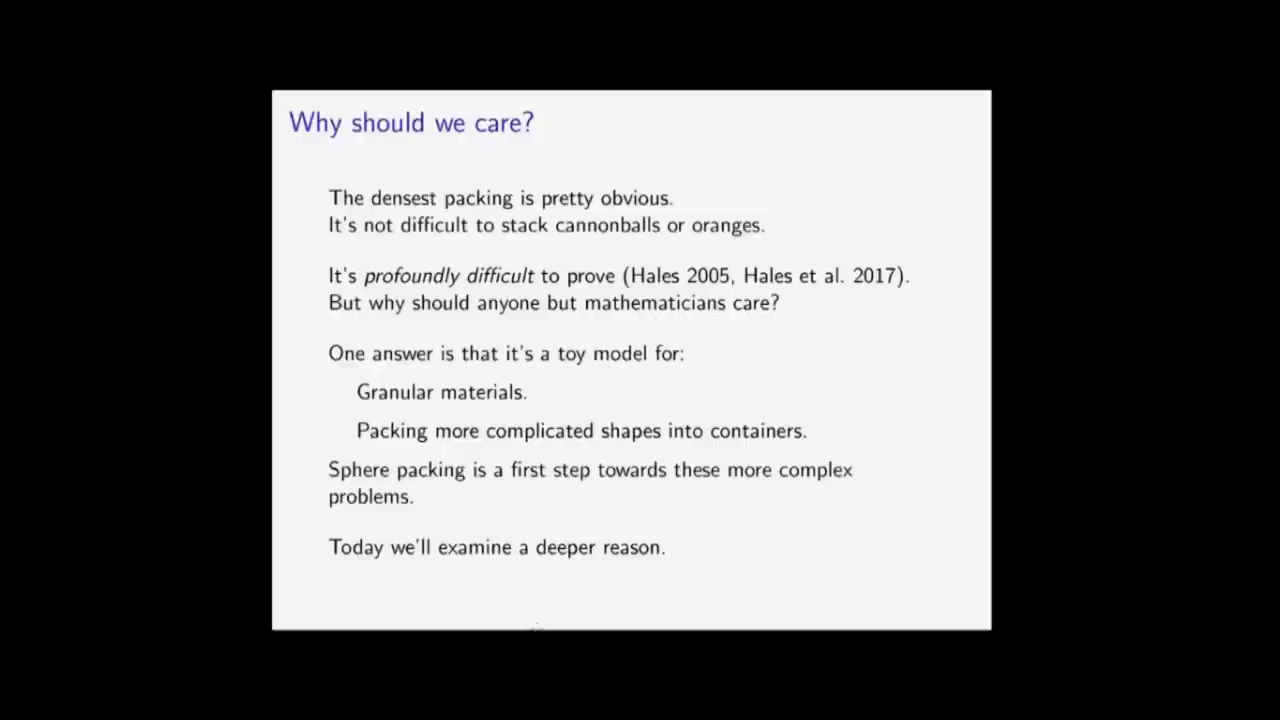 Why should we care?
The densest packing is pretty obvious.
It's not difficult to stack cannonballs or oranges.
It's profoundly difficult to prove (Hales 2005, Hales et al. 2017).
But why should anyone but mathematicians care?
One answer is that it's a toy model for:
Granular materials.
Packing more complicated shapes into containers.
Sphere packing is a first step towards these more complex
problems.
Today we'll examine a deeper reason.